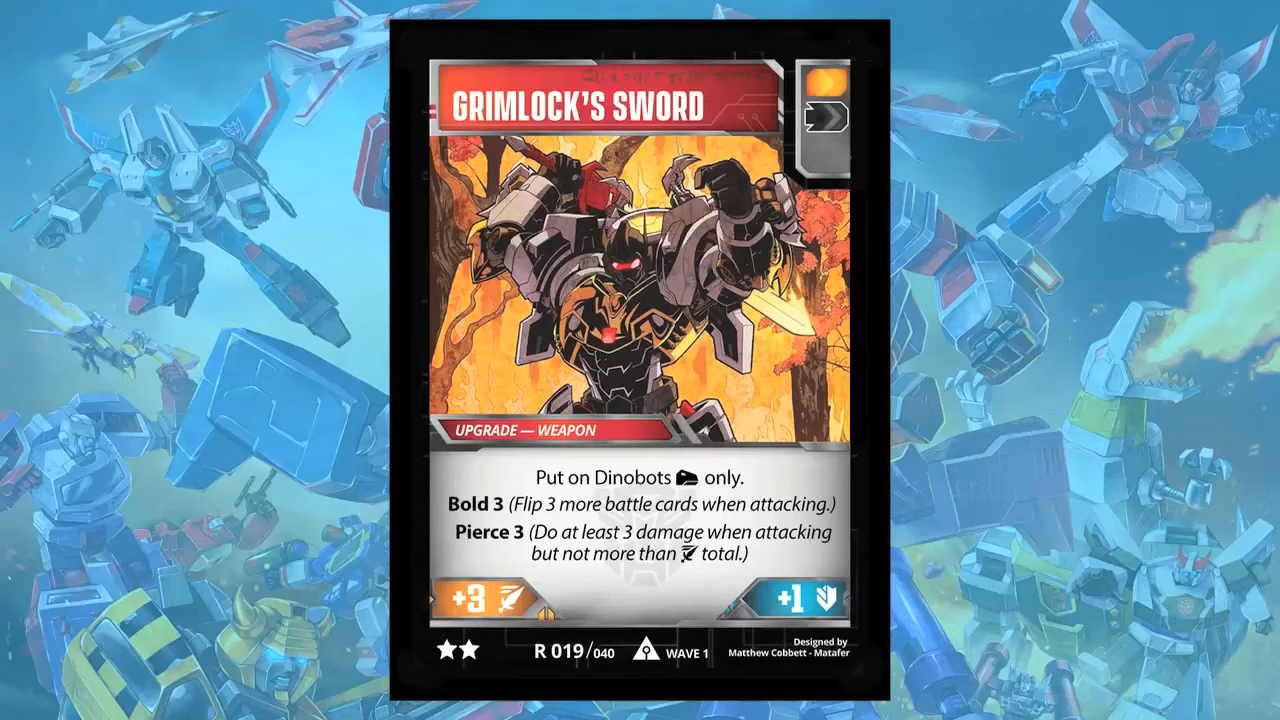 GRIMLOCK'S SWORD
UPGRADE — WEAPON
Put on Dinobots only.
Bold 3 (Flip 3 more battle cards when attacking.)
Pierce 3 (Do at least 3 damage when attacking
but not more than total.)
+3
+1
R 019/040
WAVE 1
Designed by
Matthew Cobbett - Matafer